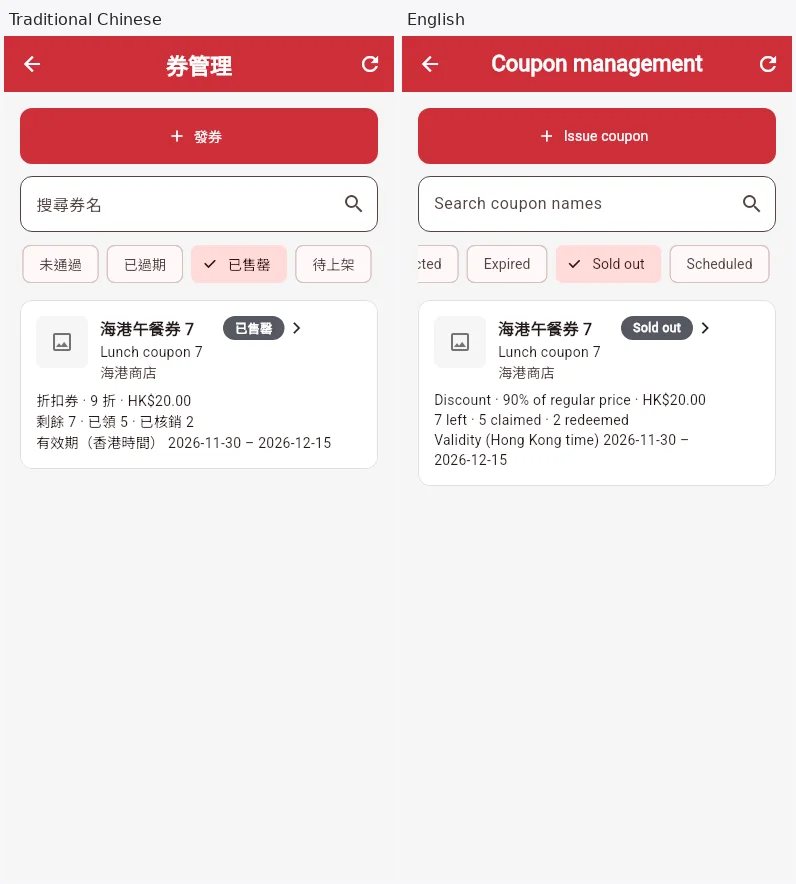 Traditional Chinese
券管理
發券
搜尋券名
未通過
已過期
已售罄
待上架
海港午餐券 7
已售罄
Lunch coupon 7
海港商店
折扣券 · 9 折 · HK$20.00
剩餘 7 · 已領 5 · 已核銷 2
有效期（香港時間） 2026-11-30 – 2026-12-15
English
Coupon management
Issue coupon
Search coupon names
cted
Expired
Sold out
Scheduled
海港午餐券 7
Sold out
Lunch coupon 7
海港商店
Discount · 90% of regular price · HK$20.00
7 left · 5 claimed · 2 redeemed
Validity (Hong Kong time) 2026-11-30 –
2026-12-15